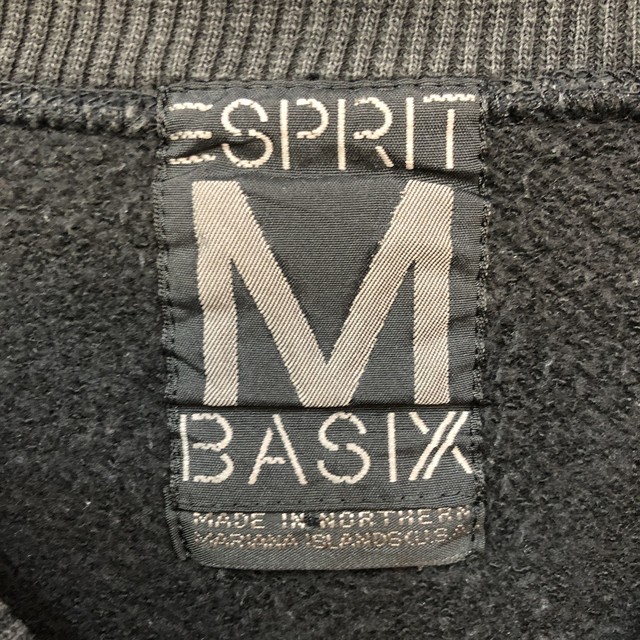 ESPRIT
M
BASIX
MADE IN NORTHERN
MARIANA ISLANDS(U.S.A